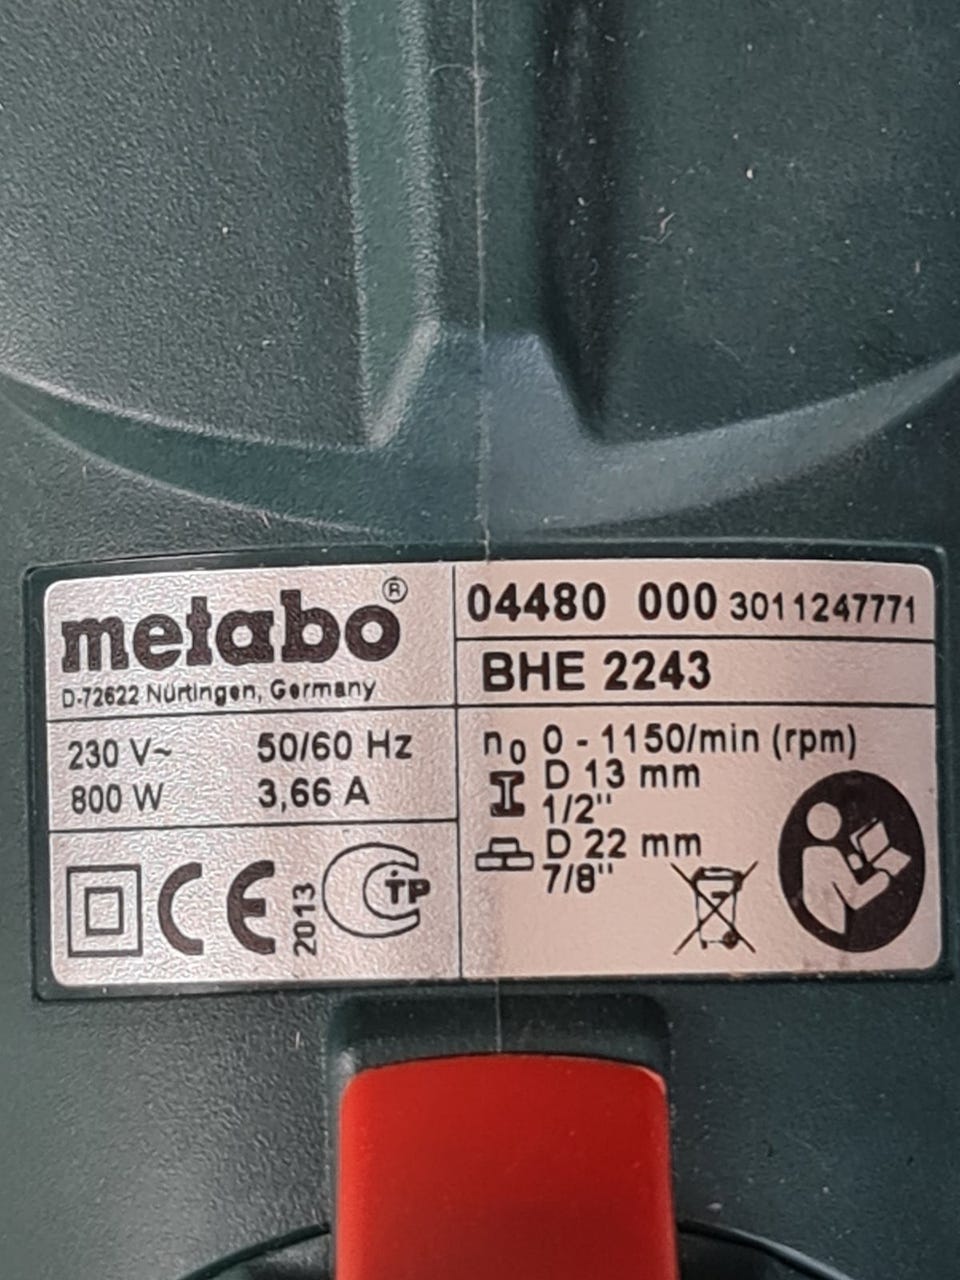 metabo®
D-72622 Nürtingen, Germany
230 V~ 50/60 Hz
800 W 3,66 A
CE
2013
TP
04480 000 3011247771
BHE 2243
n0 0 - 1150/min (rpm)
D 13 mm
1/2"
D 22 mm
7/8"